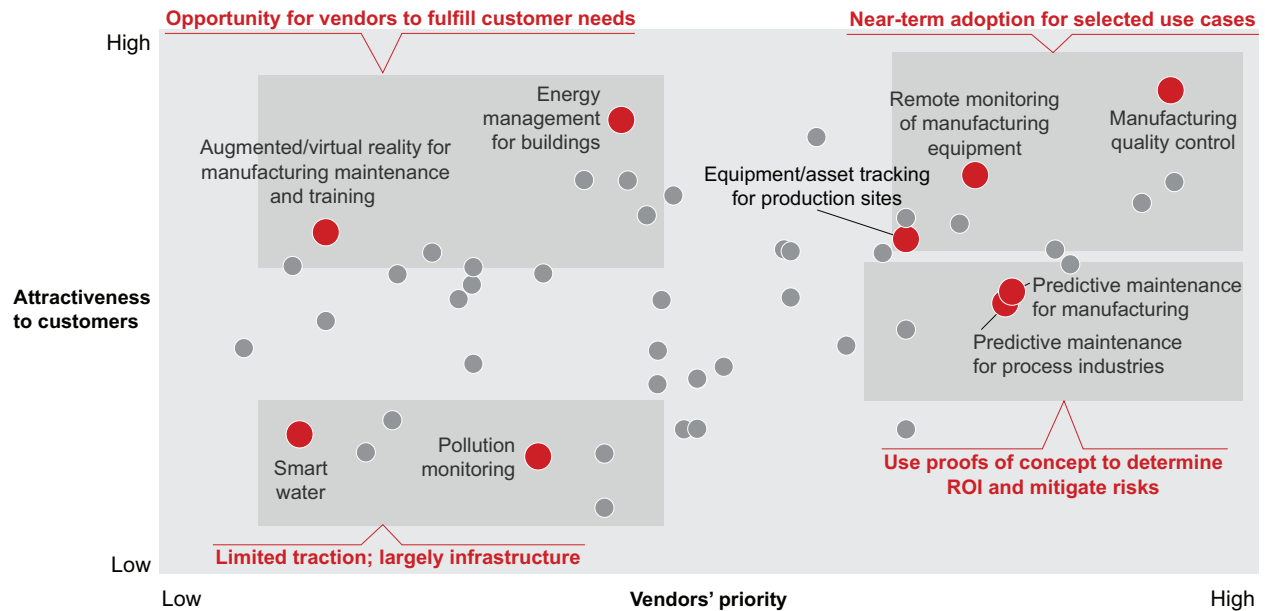 Opportunity for vendors to fulfill customer needs
Near-term adoption for selected use cases
High
Energy
management
for buildings
Augmented/virtual reality for
manufacturing maintenance
and training
Remote monitoring
of manufacturing
equipment
Manufacturing
quality control
Equipment/asset tracking
for production sites
Attractiveness
to customers
Predictive maintenance
for manufacturing
Predictive maintenance
for process industries
Smart
water
Pollution
monitoring
Use proofs of concept to determine
ROI and mitigate risks
Limited traction; largely infrastructure
Low
Low
Vendors’ priority
High